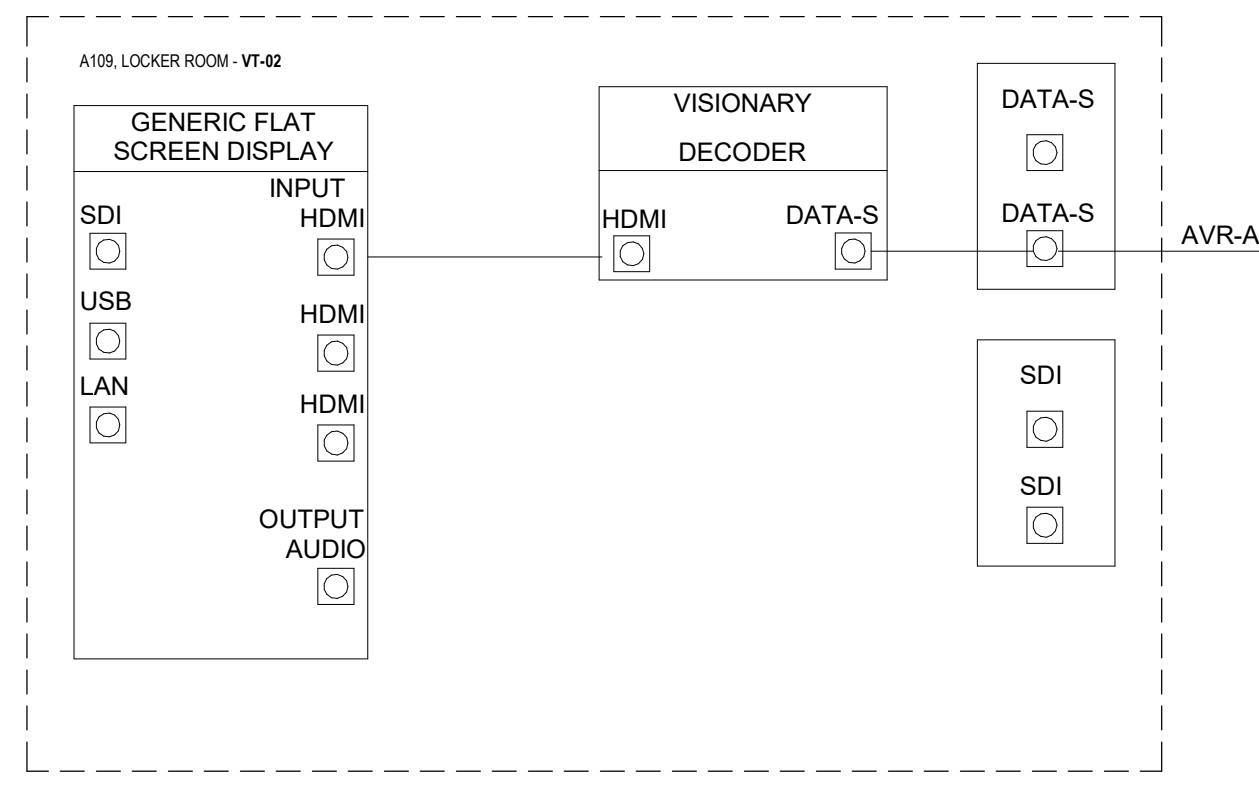 A109, LOCKER ROOM - VT-02
GENERIC FLAT
SCREEN DISPLAY
INPUT
SDI
HDMI
USB
HDMI
LAN
HDMI
OUTPUT
AUDIO
VISIONARY
DECODER
HDMI
DATA-S
DATA-S
DATA-S
AVR-A
SDI
SDI